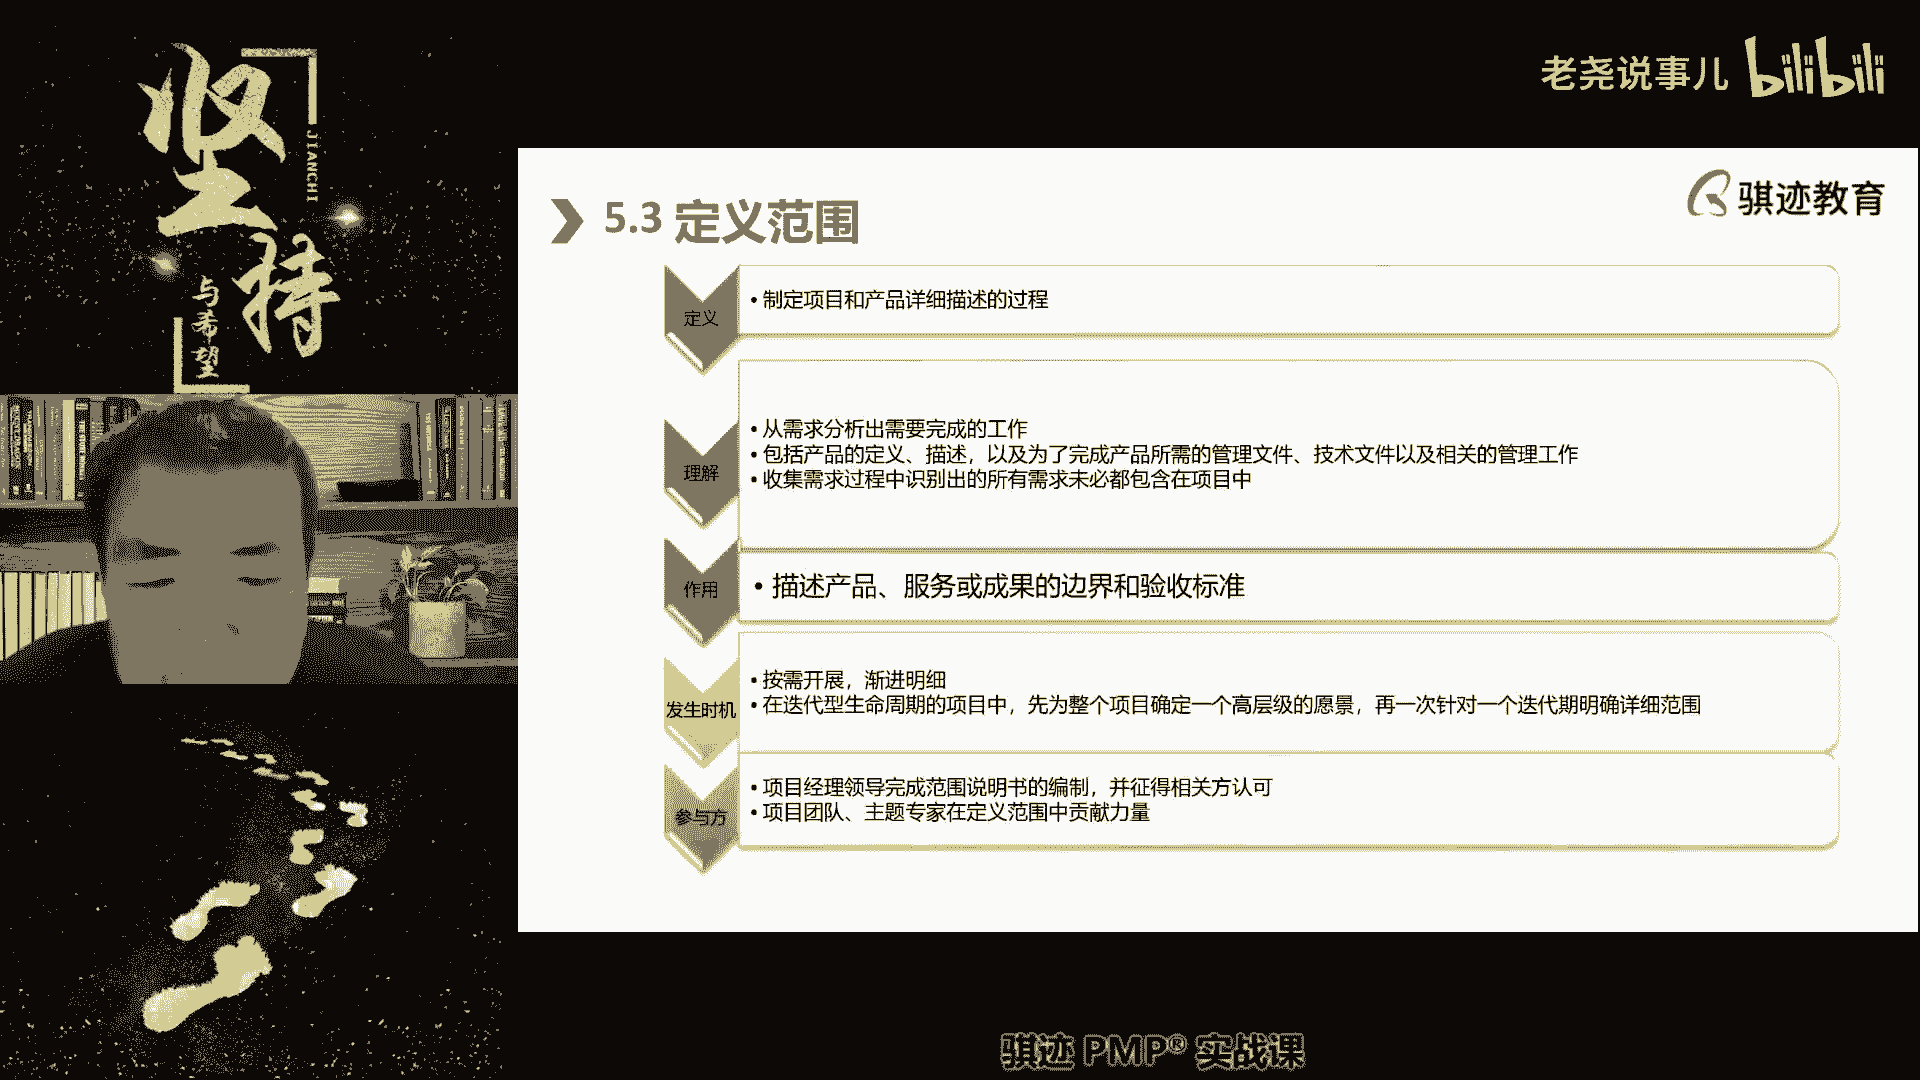 坚持
JIANCHI
与希望
老尧说事儿 bilibili
骐迹教育
5.3 定义范围
定义
• 制定项目和产品详细描述的过程
理解
• 从需求分析出需要完成的工作
• 包括产品的定义、描述，以及为了完成产品所需的管理文件、技术文件以及相关的管理工作
• 收集需求过程中识别出的所有需求未必都包含在项目中
作用
• 描述产品、服务或成果的边界和验收标准
发生时机
• 按需开展，渐进明细
• 在迭代型生命周期的项目中，先为整个项目确定一个高层级的愿景，再一次针对一个迭代期明确详细范围
参与方
• 项目经理领导完成范围说明书的编制，并征得相关方认可
• 项目团队、主题专家在定义范围中贡献力量
骐迹 PMP® 实战课